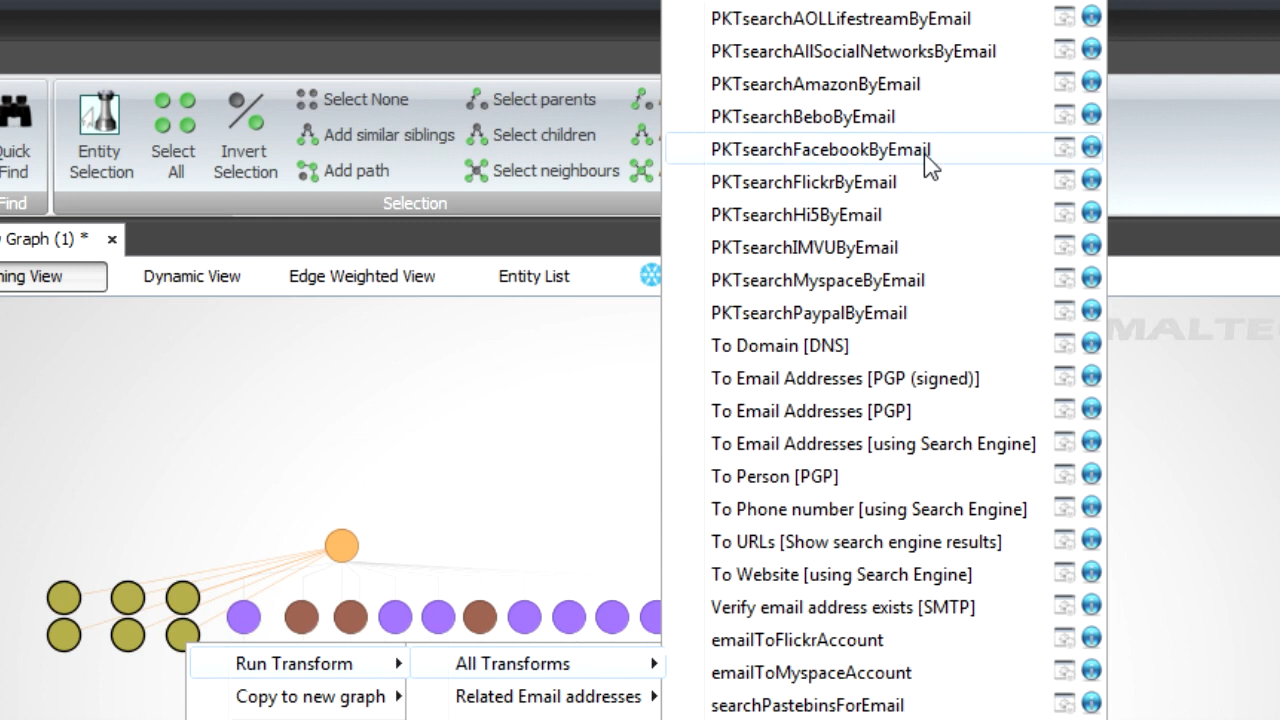 PKTsearchAOLLifestreamByEmail
PKTsearchAllSocialNetworksByEmail
PKTsearchAmazonByEmail
PKTsearchBeboByEmail
PKTsearchFacebookByEmail
PKTsearchFlickrByEmail
PKTsearchHi5ByEmail
PKTsearchIMVUByEmail
PKTsearchMyspaceByEmail
PKTsearchPaypalByEmail
To Domain [DNS]
To Email Addresses [PGP (signed)]
To Email Addresses [PGP]
To Email Addresses [using Search Engine]
To Person [PGP]
To Phone number [using Search Engine]
To URLs [Show search engine results]
To Website [using Search Engine]
Verify email address exists [SMTP]
emailToFlickrAccount
emailToMyspaceAccount
searchPastebinsForEmail
Find
Find
Entity Selection
Select All
Invert Selection
Select None
Add similar siblings
Add path
Select parents
Select children
Select neighbours
Selection
Graph (1) *
View
Dynamic View
Edge Weighted View
Entity List
MALTE
Run Transform
Copy to new graph
All Transforms
Related Email addresses